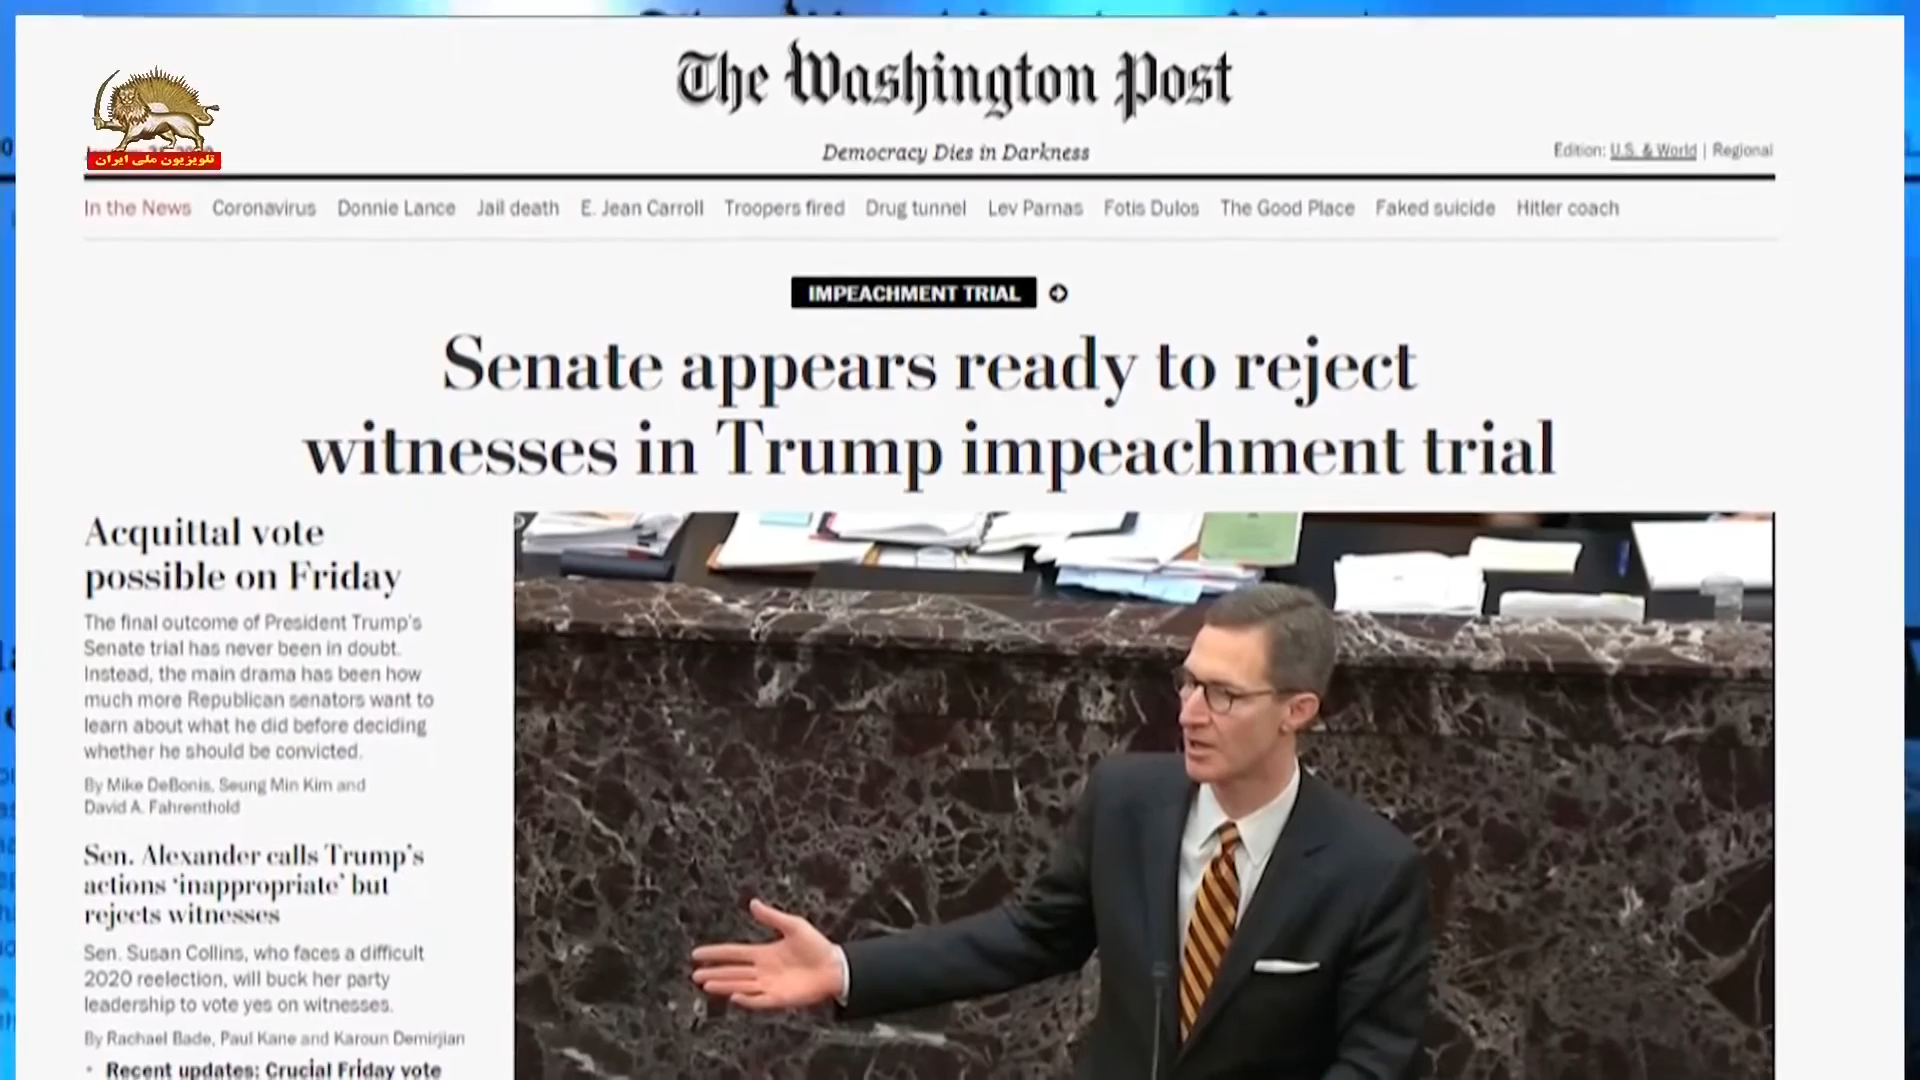 The Washington Post
تلویزیون ملی ایران
Democracy Dies in Darkness
Edition: U.S. & World | Regional
In the News Coronavirus Donnie Lance Jail death E. Jean Carroll Troopers fired Drug tunnel Lev Parnas Fotis Dulos The Good Place Faked suicide Hitler coach
IMPEACHMENT TRIAL
Senate appears ready to reject
witnesses in Trump impeachment trial
Acquittal vote
possible on Friday
The final outcome of President Trump's
Senate trial has never been in doubt.
Instead, the main drama has been how
much more Republican senators want to
learn about what he did before deciding
whether he should be convicted.
By Mike DeBonis, Seung Min Kim and
David A. Fahrenthold
Sen. Alexander calls Trump's
actions ‘inappropriate’ but
rejects witnesses
Sen. Susan Collins, who faces a difficult
2020 reelection, will buck her party
leadership to vote yes on witnesses.
By Rachael Bade, Paul Kane and Karoun Demirjian
• Recent updates: Crucial Friday vote